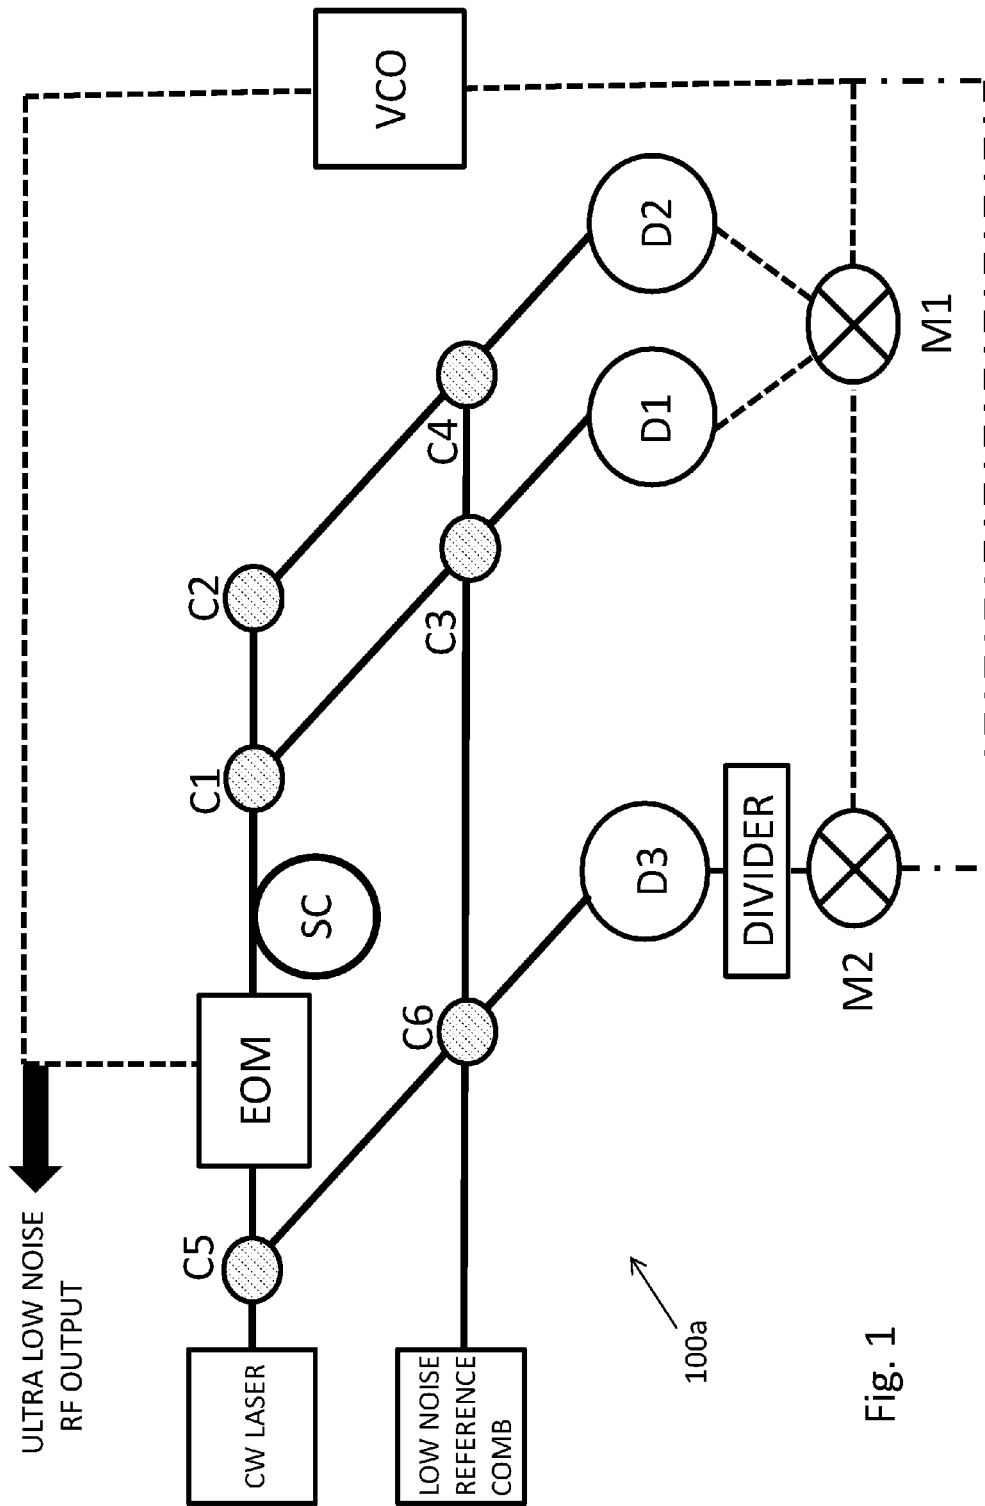 ULTRA LOW NOISE
RF OUTPUT
VCO
CW LASER
C5
EOM
SC
C1
C2
LOW NOISE
REFERENCE
COMB
C6
C3
C4
D3
D1
D2
DIVIDER
M2
M1
100a
Fig. 1